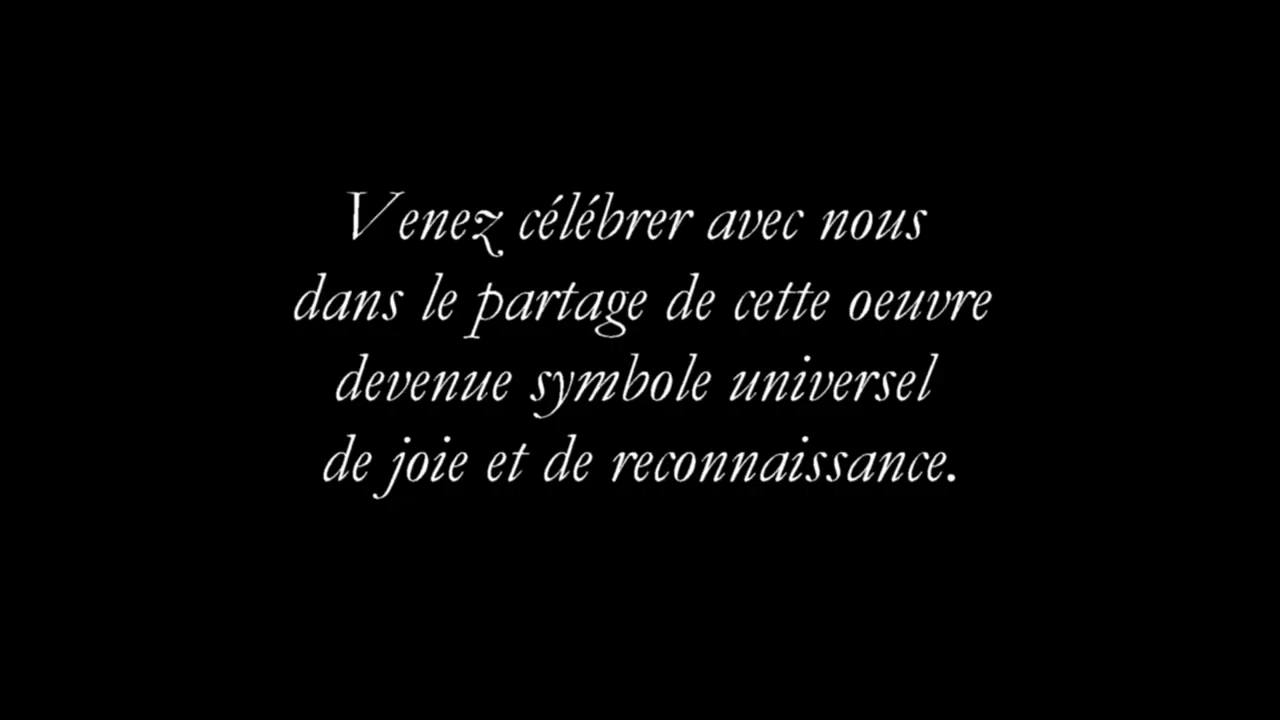 Venez célébrer avec nous
dans le partage de cette oeuvre
devenue symbole universel
de joie et de reconnaissance.